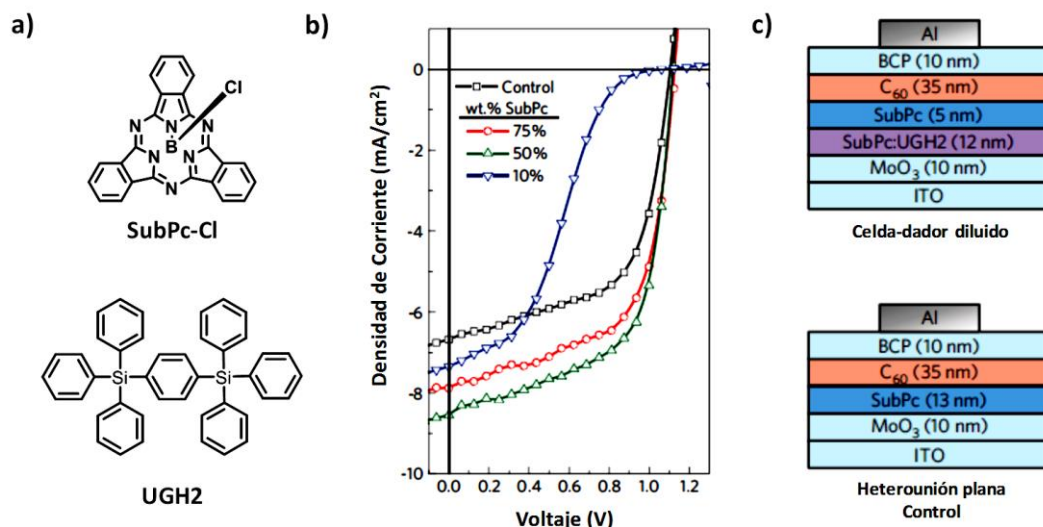 a)
Cl
N
N
N
B
N
N
N
SubPc-Cl
Si
Si
UGH2
b)
Densidad de Corriente (mA/cm²)
0
-2
-4
-6
-8
-10
Control
wt.% SubPc
75%
50%
10%
0.0 0.2 0.4 0.6 0.8 1.0 1.2
Voltaje (V)
c)
Al
BCP (10 nm)
C₆₀ (35 nm)
SubPc (5 nm)
SubPc:UGH2 (12 nm)
MoO₃ (10 nm)
ITO
Celda-dador diluido
Al
BCP (10 nm)
C₆₀ (35 nm)
SubPc (13 nm)
MoO₃ (10 nm)
ITO
Heterounión plana
Control